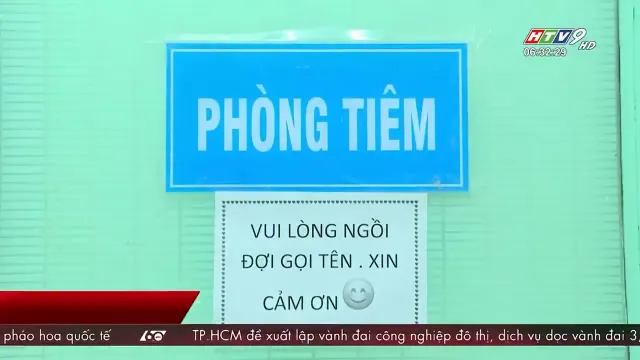 HTV9 HD
06:32:29
PHÒNG TIÊM
VUI LÒNG NGỒI
ĐỢI GỌI TÊN . XIN
CẢM ƠN
pháo hoa quốc tế
60
TP.HCM đề xuất lập vành đai công nghiệp đô thị, dịch vụ dọc vành đai 3,